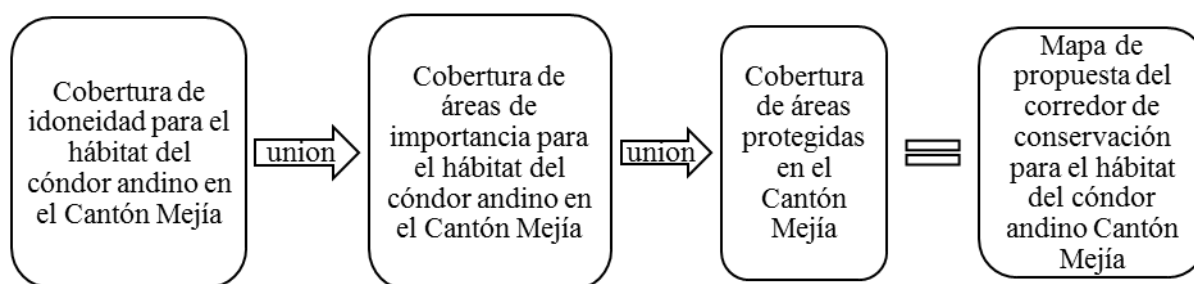 Cobertura de
idoneidad para el
hábitat del
cóndor andino en
el Cantón Mejía
union
Cobertura de
áreas de
importancia para
el hábitat del
cóndor andino en
el Cantón Mejía
union
Cobertura
de áreas
protegidas
en el
Cantón
Mejía
Mapa de
propuesta del
corredor de
conservación
para el hábitat
del cóndor
andino Cantón
Mejía